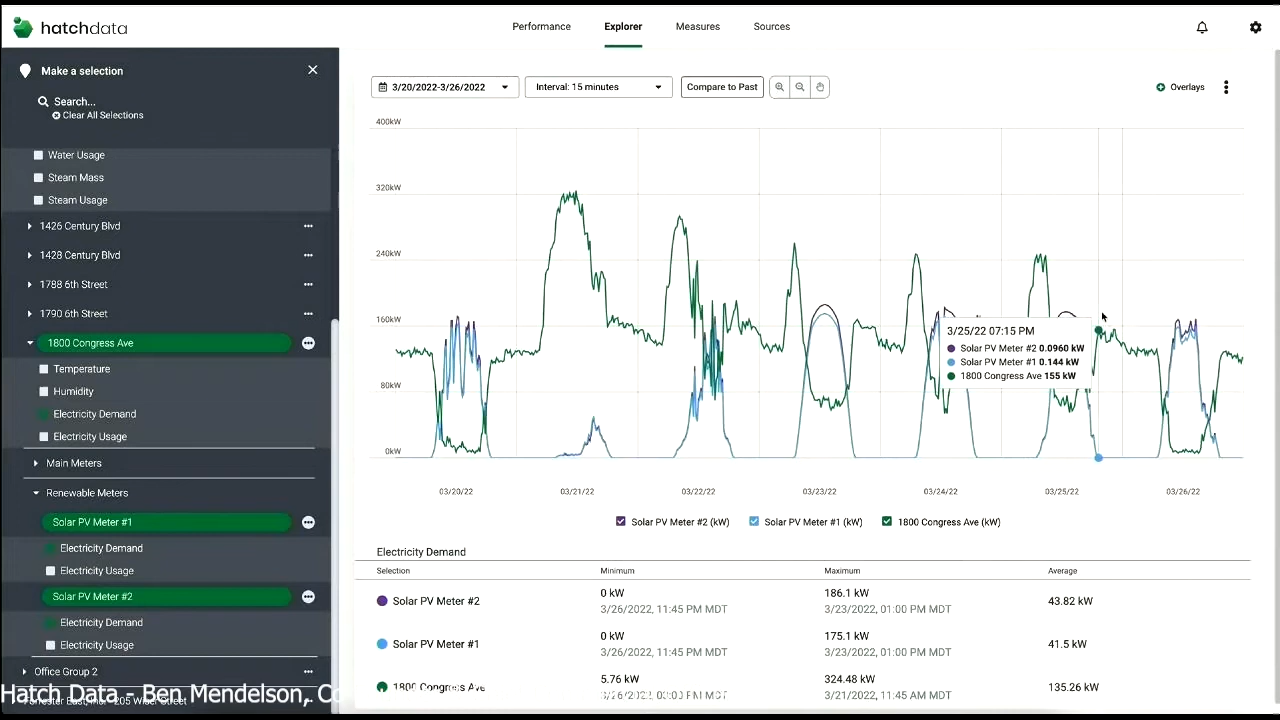 hatchdata
Performance
Explorer
Measures
Sources
Make a selection
Search...
Clear All Selections
Water Usage
Steam Mass
Steam Usage
1426 Century Blvd
1428 Century Blvd
1788 6th Street
1790 6th Street
1800 Congress Ave
Temperature
Humidity
Electricity Demand
Electricity Usage
Main Meters
Renewable Meters
Solar PV Meter #1
Electricity Demand
Electricity Usage
Solar PV Meter #2
Electricity Demand
Electricity Usage
Office Group 2
Hatch Data - Ben Mendelson,
3/20/2022-3/26/2022
Interval: 15 minutes
Compare to Past
Overlays
400kW
320kW
240kW
160kW
80kW
0kW
3/25/22 07:15 PM
Solar PV Meter #2 0.0960 kW
Solar PV Meter #1 0.144 kW
1800 Congress Ave 155 kW
03/20/22
03/21/22
03/22/22
03/23/22
03/24/22
03/25/22
03/26/22
Solar PV Meter #2 (kW)
Solar PV Meter #1 (kW)
1800 Congress Ave (kW)
Electricity Demand
Selection Minimum Maximum Average
Solar PV Meter #2 0 kW 186.1 kW 43.82 kW
3/26/2022, 11:45 PM MDT 3/23/2022, 01:00 PM MDT
Solar PV Meter #1 0 kW 175.1 kW 41.5 kW
3/26/2022, 11:45 PM MDT 3/23/2022, 01:00 PM MDT
1800 Congress Ave 5.76 kW 324.48 kW 135.26 kW
3/21/2022, 11:45 AM MDT